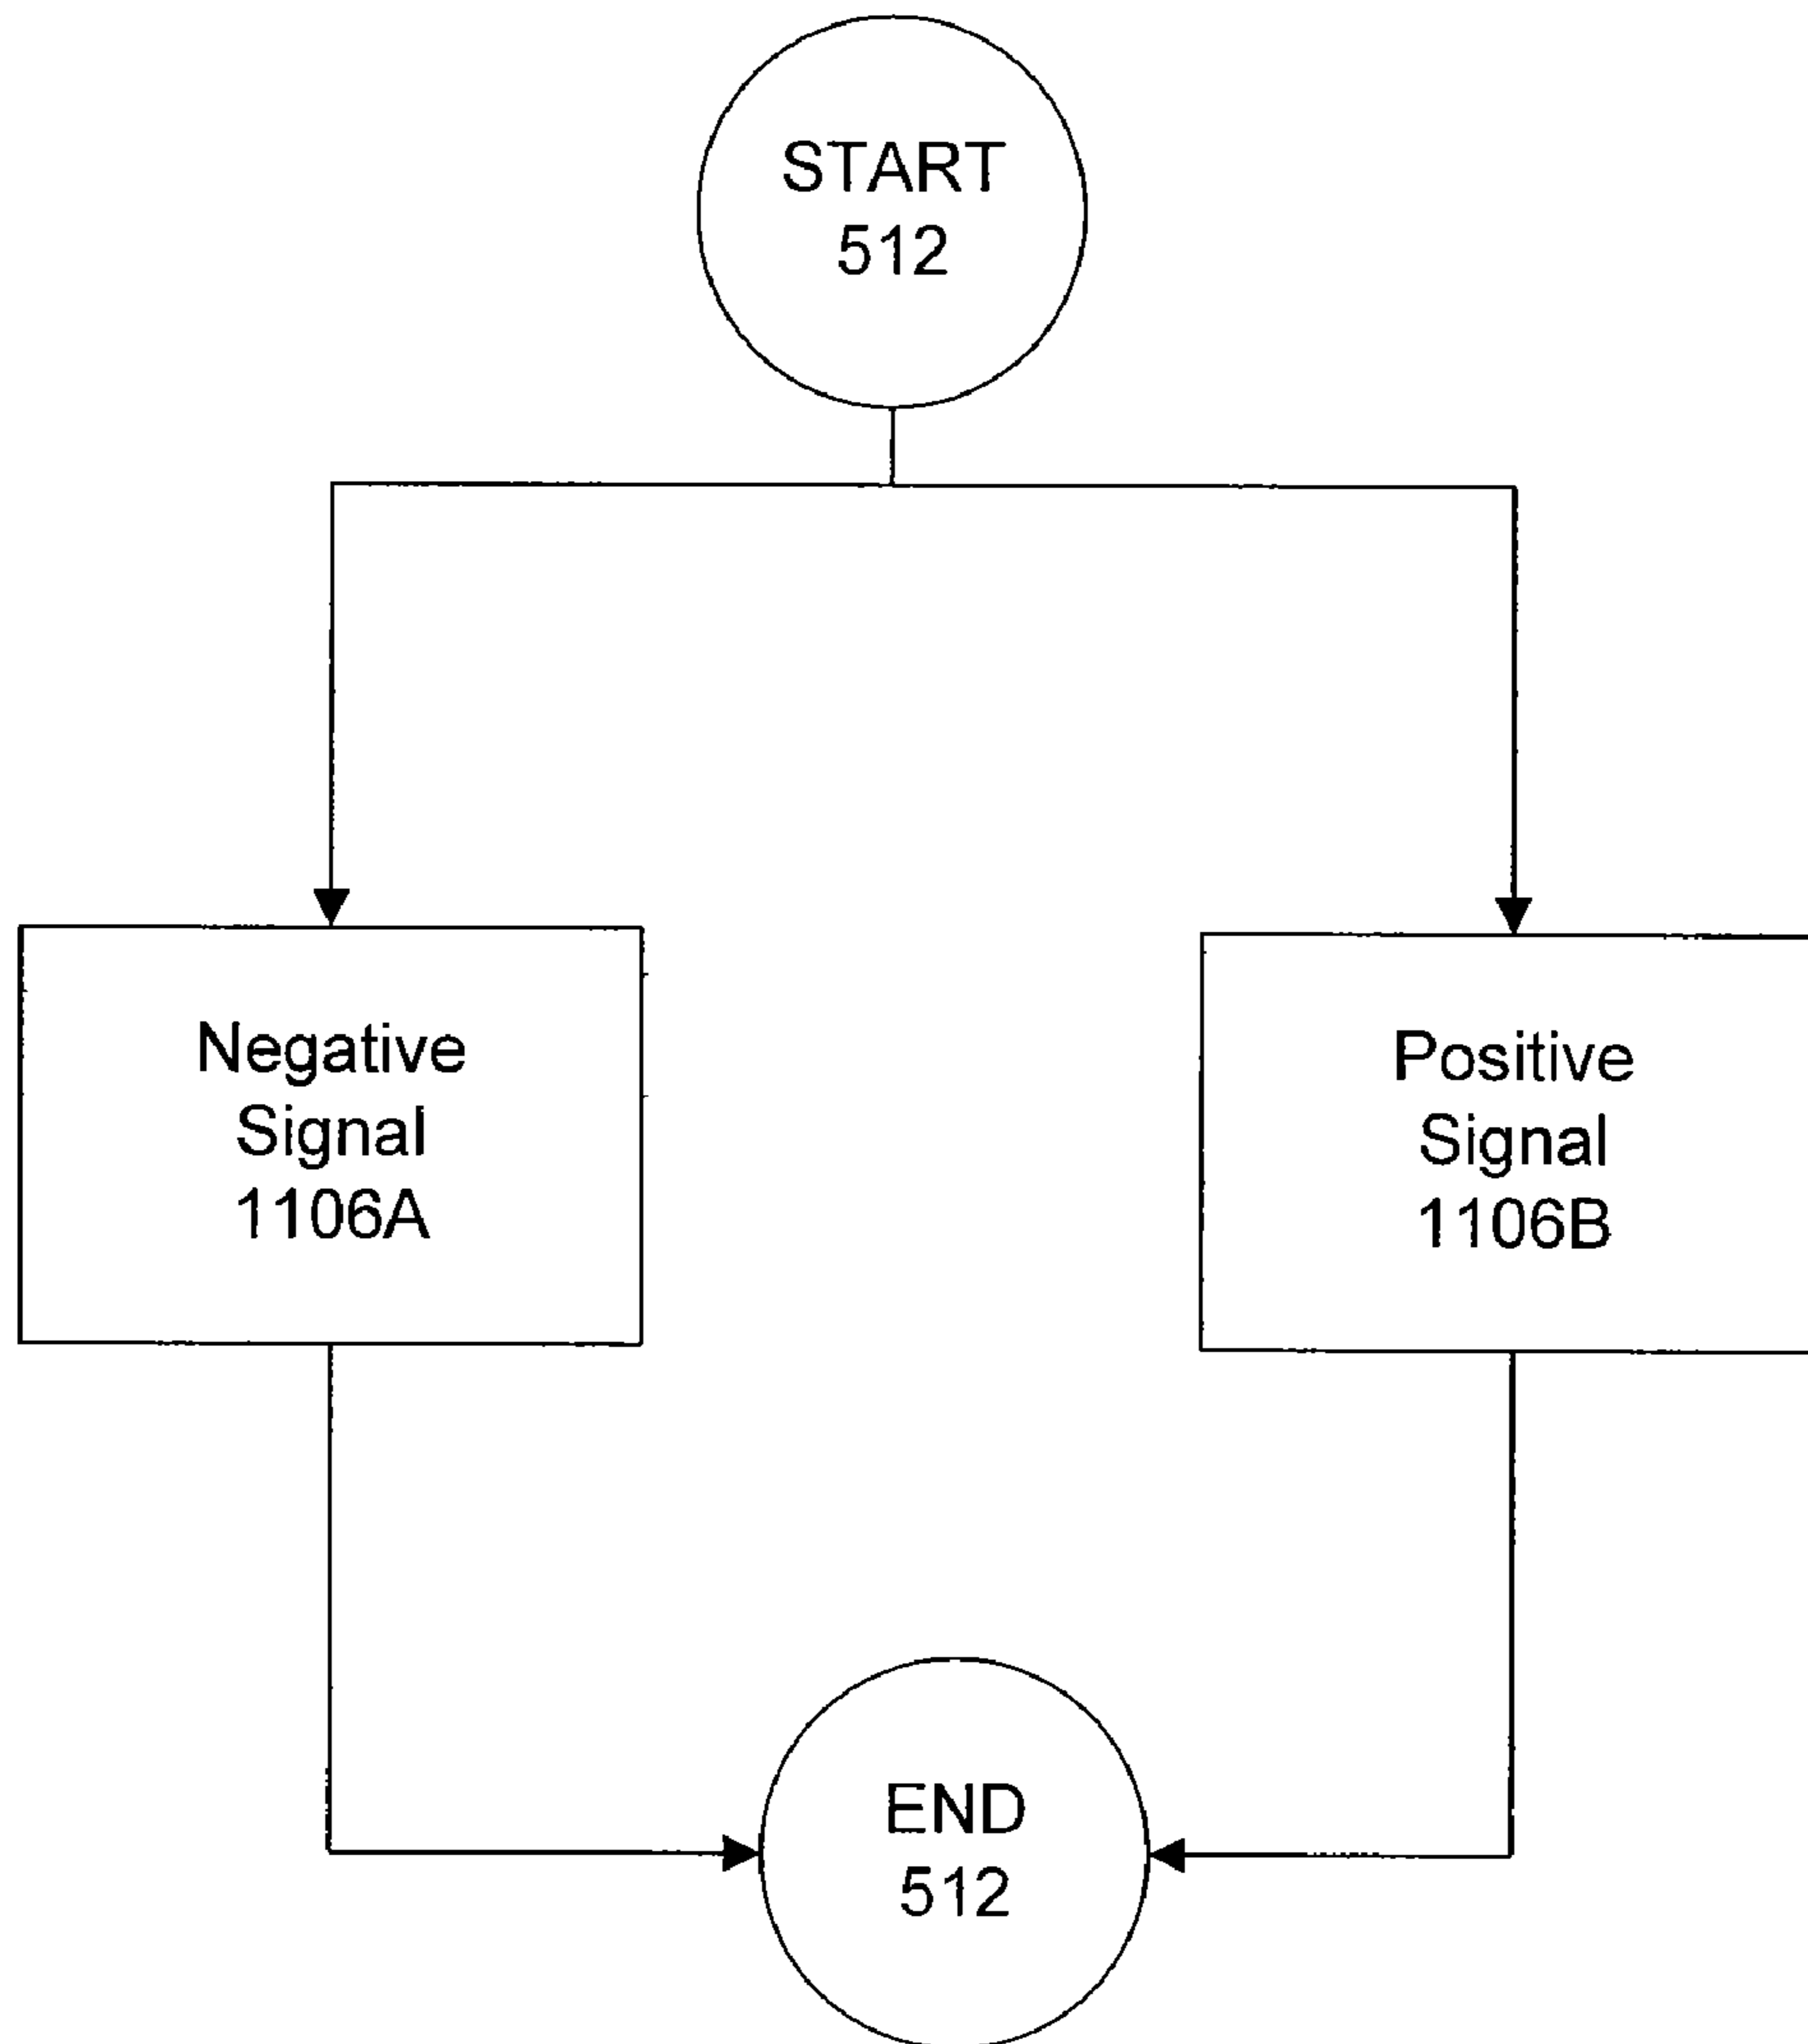 START
512
Negative
Signal
1106A
Positive
Signal
1106B
END
512